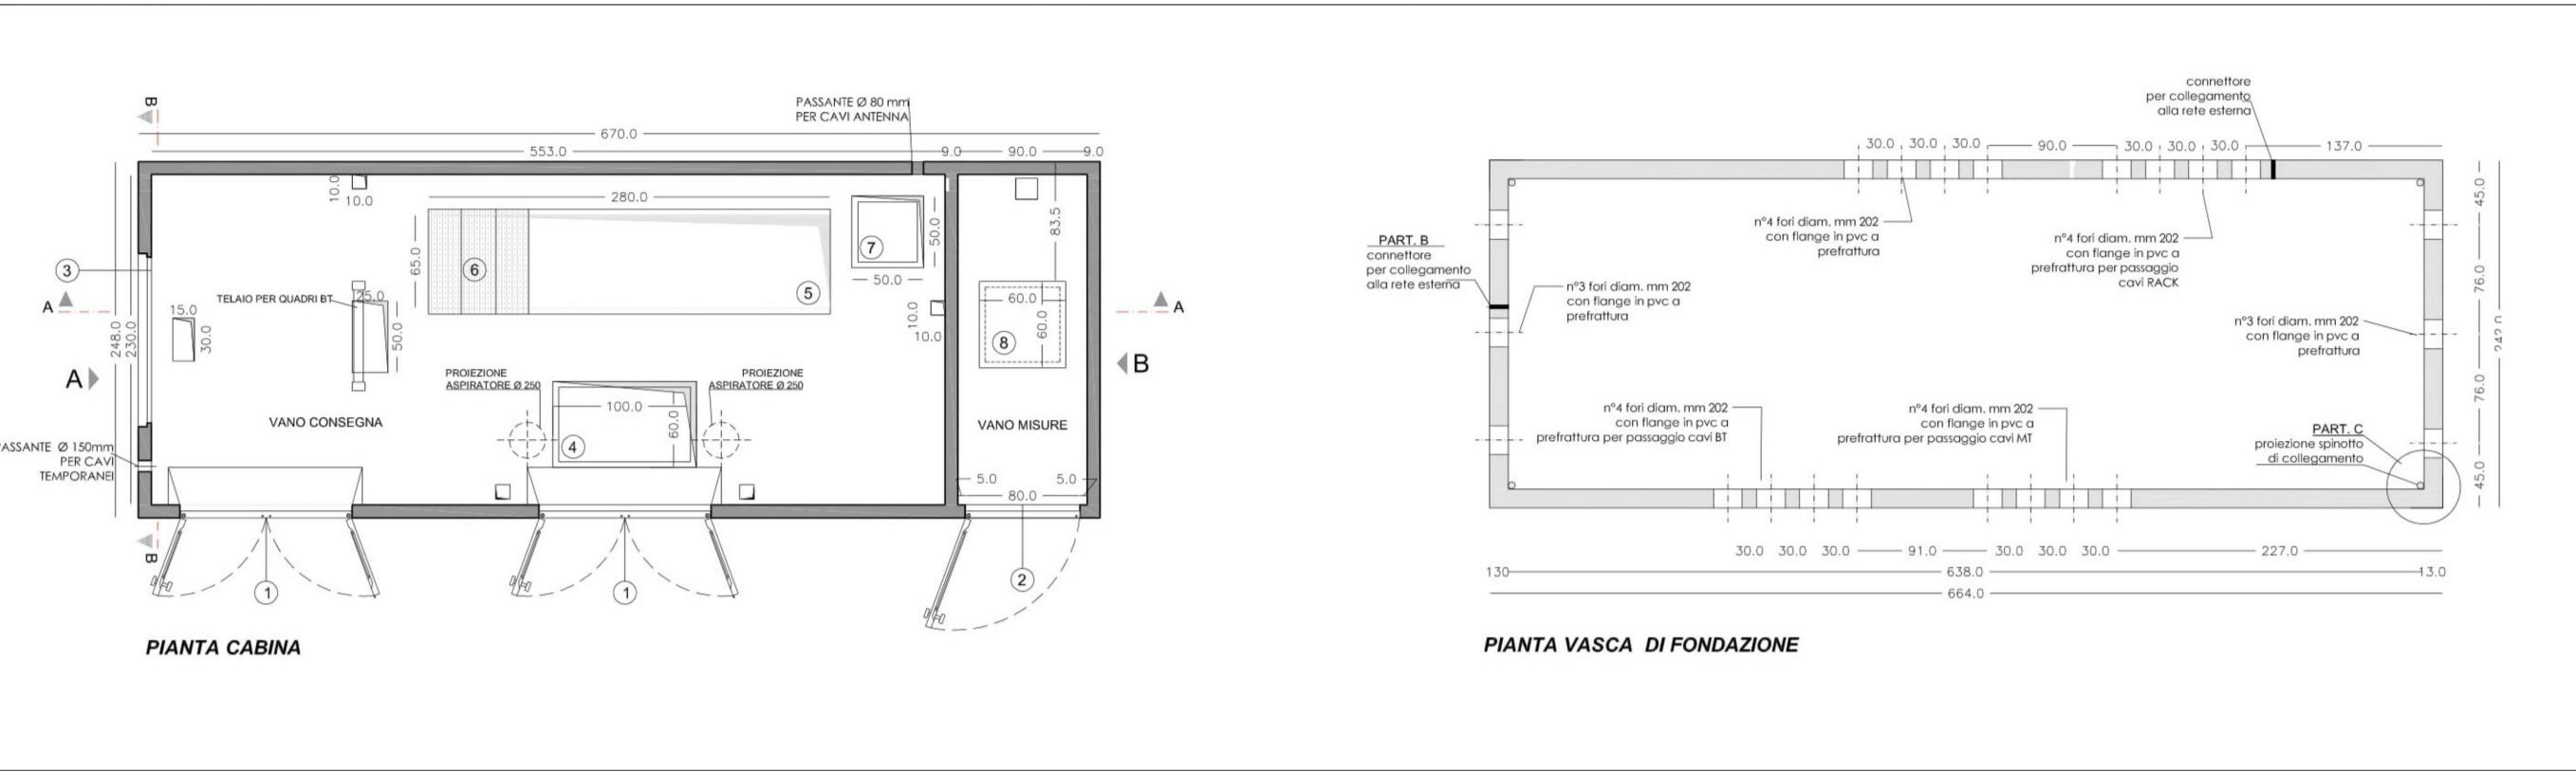 B
PASSANTE Ø 80 mm
PER CAVI ANTENNA
670.0
553.0
9.0
90.0
9.0
10.0
10.0
280.0
65.0
6
5
7
50.0
50.0
83.5
3
A
A
TELAIO PER QUADRI BT
25.0
50.0
15.0
30.0
248.0
230.0
10.0
10.0
60.0
60.0
8
A
B
PROIEZIONE
ASPIRATORE Ø 250
PROIEZIONE
ASPIRATORE Ø 250
100.0
60.0
4
VANO CONSEGNA
VANO MISURE
PASSANTE Ø 150mm
PER CAVI
TEMPORANEI
5.0
5.0
80.0
B
1
1
2
PIANTA CABINA
connettore
per collegamento
alla rete esterna
30.0
30.0
30.0
90.0
30.0
30.0
30.0
137.0
n°4 fori diam. mm 202
con flange in pvc a
prefrattura
n°4 fori diam. mm 202
con flange in pvc a
prefrattura per passaggio
cavi RACK
PART. B
connettore
per collegamento
alla rete esterna
n°3 fori diam. mm 202
con flange in pvc a
prefrattura
n°3 fori diam. mm 202
con flange in pvc a
prefrattura
45.0
76.0
76.0
45.0
n°4 fori diam. mm 202
con flange in pvc a
prefrattura per passaggio cavi BT
n°4 fori diam. mm 202
con flange in pvc a
prefrattura per passaggio cavi MT
PART. C
proiezione spinotto
di collegamento
30.0
30.0
30.0
91.0
30.0
30.0
30.0
227.0
130
638.0
13.0
664.0
PIANTA VASCA DI FONDAZIONE